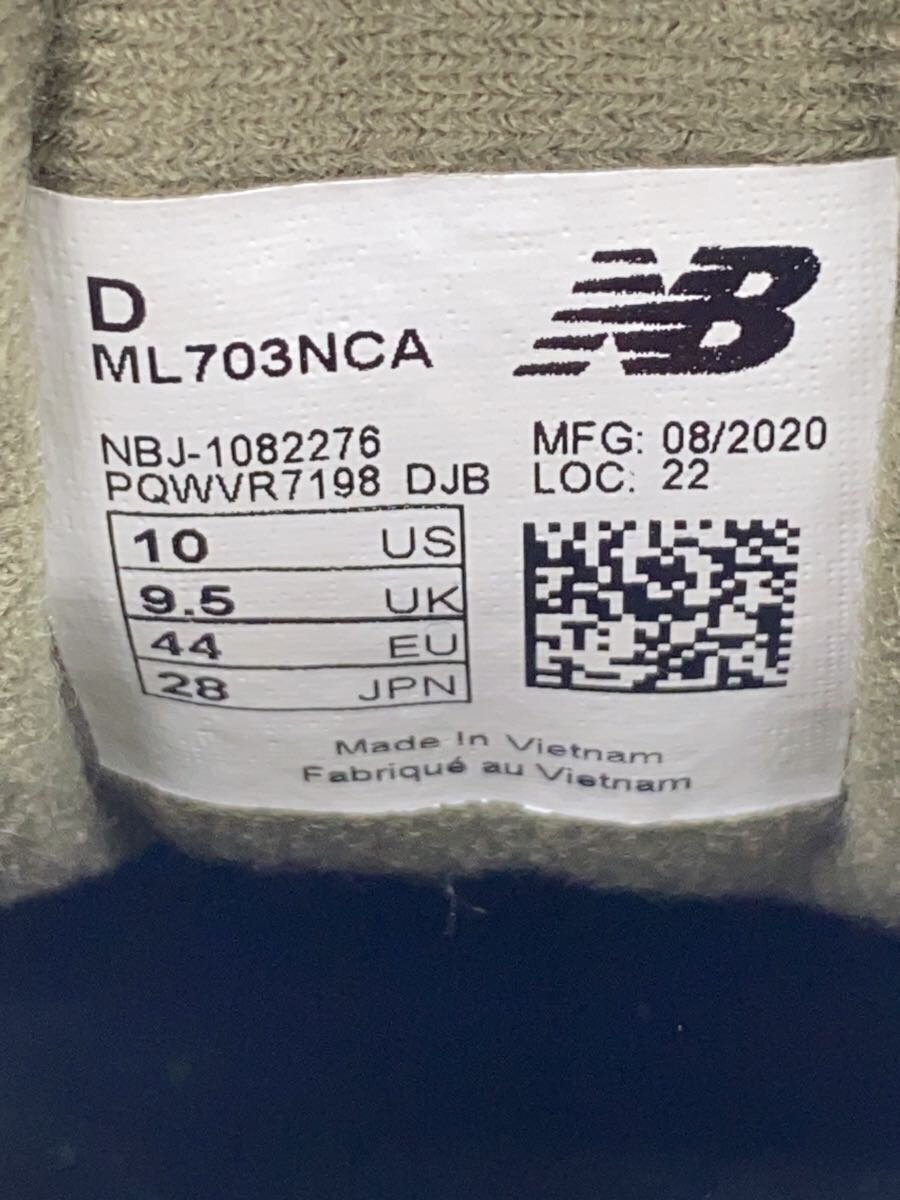 D
NB
ML703NCA
NBJ-1082276
PQWVR7198 DJB
MFG: 08/2020
LOC: 22
10 US
9.5 UK
44 EU
28 JPN
Made In Vietnam
Fabriqué au Vietnam